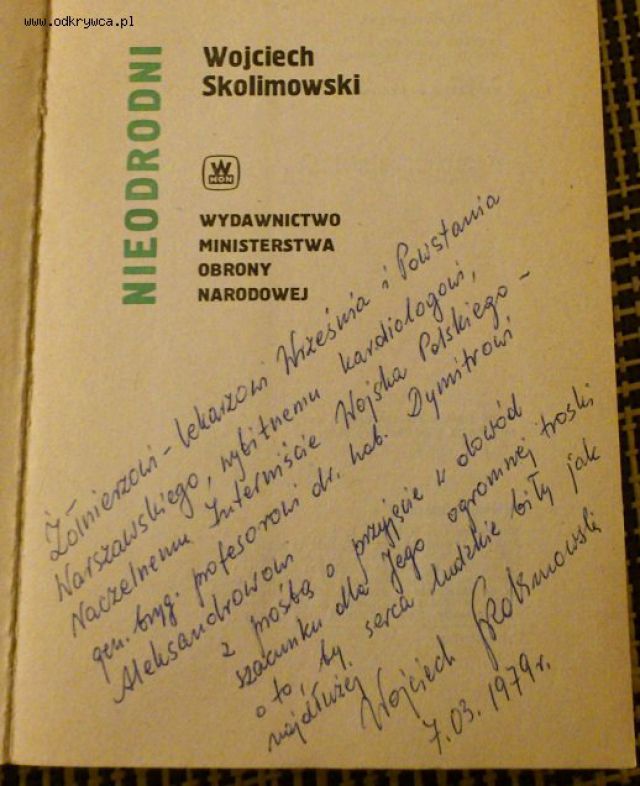 www.odkrywca.pl
NIEODRODNI
Wojciech
Skolimowski
W
MON
WYDAWNICTWO
MINISTERSTWA
OBRONY
NARODOWEJ
Żołnierzowi - lekarzowi Września i Powstania
Warszawskiego, wybitnemu kardiologowi,
Naczelnemu Interniście Wojska Polskiego -
gen. bryg. profesorowi dr. hab. Dymitrowi
Aleksandrowowi
z prośbą o przyjęcie w dowód
szacunku dla Jego ogromnej troski
o to, by serca ludzkie biły jak
najdłużej
Wojciech Skolimowski
7.03.1979 r.